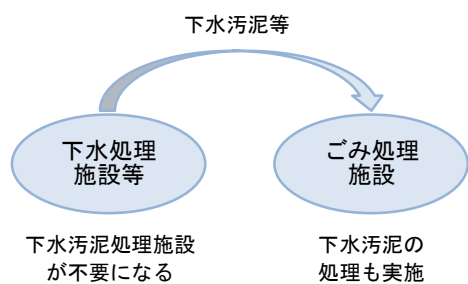 下水汚泥等
下水処理
施設等
ごみ処理
施設
下水汚泥処理施設
が不要になる
下水汚泥の
処理も実施